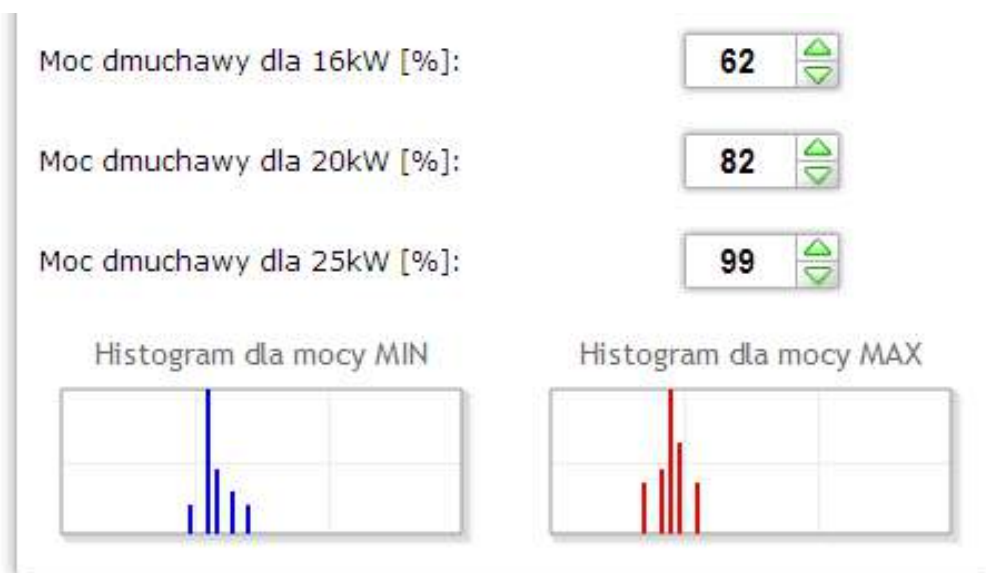 Moc dmuchawy dla 16kW [%]: 62
Moc dmuchawy dla 20kW [%]: 82
Moc dmuchawy dla 25kW [%]: 99
Histogram dla mocy MIN Histogram dla mocy MAX